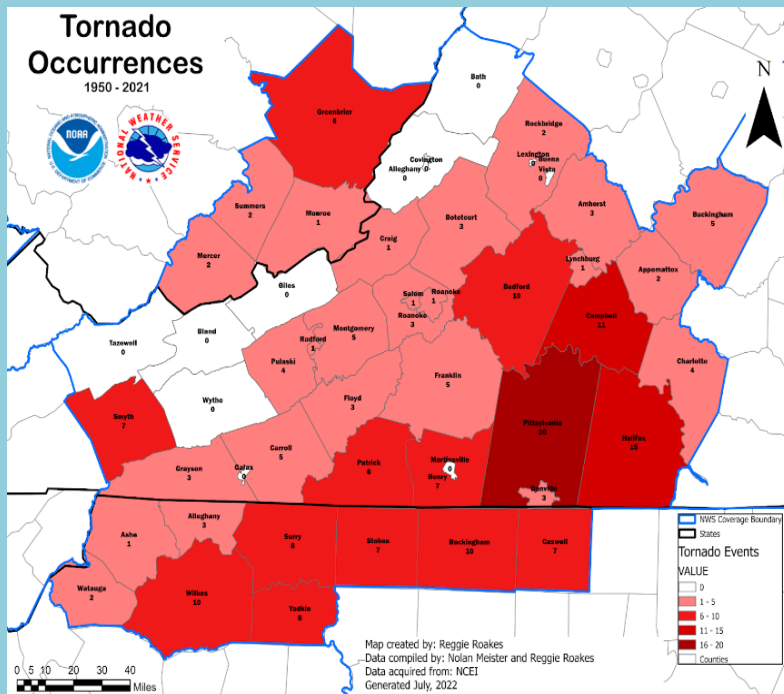 Tornado
Occurrences
1950 - 2021
N
NOAA
NATIONAL WEATHER SERVICE
Bath
0
Greenbrier
Rockbridge
2
Covington
0
Alleghany
0
Lexington
Buena
Vista
0
Summers
2
Monroe
1
Botetourt
3
Amherst
3
Buckingham
5
Craig
1
Mercer
2
Lynchburg
1
Appomattox
2
Giles
0
Bedford
10
Salem
1
Roanoke
1
Roanoke
3
Campbell
11
Tazewell
0
Bland
0
Montgomery
5
Radford
1
Pulaski
4
Charlotte
4
Franklin
5
Wythe
0
Floyd
3
Smyth
7
Pittsylvania
20
Halifax
15
Carroll
5
Patrick
6
Martinsville
0
Henry
7
Grayson
3
Galax
0
Danville
3
Alleghany
3
Ashe
1
Surry
8
Stokes
7
Rockingham
10
Caswell
7
Watauga
2
Wilkes
10
Yadkin
NWS Coverage Boundary
States
Tornado Events
VALUE
0
1 - 5
6 - 10
11 - 15
16 - 20
Counties
0 5 10 20 30 40
Miles
Map created by: Reggie Roakes
Data compiled by: Nolan Meister and Reggie Roakes
Data acquired from: NCEI
Generated July, 2022